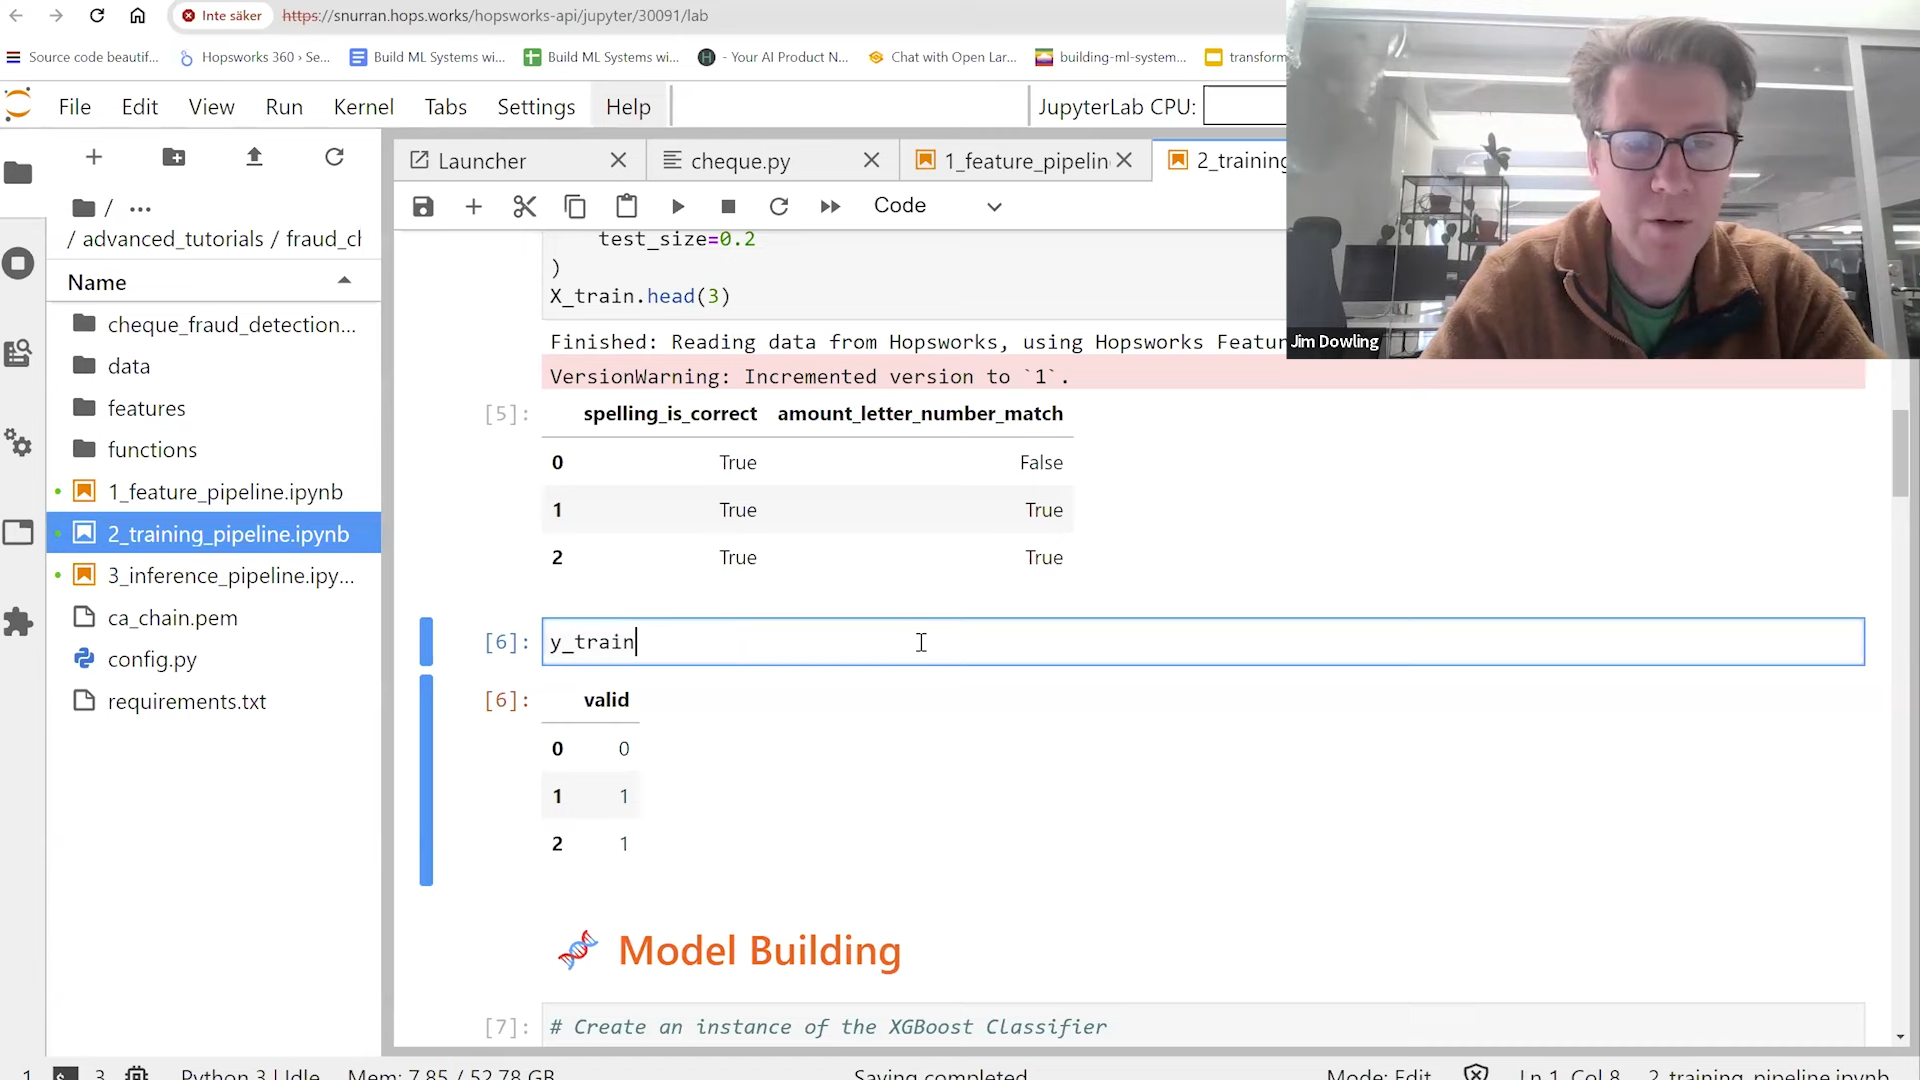 Inte säker https://snurran.hops.works/hopsworks-api/jupyter/30091/lab
Source code beautif... Hopsworks 360 › Se... Build ML Systems wi... Build ML Systems wi... - Your AI Product N... Chat with Open Lar... building-ml-system... transform
File Edit View Run Kernel Tabs Settings Help JupyterLab CPU:
Launcher cheque.py 1_feature_pipelin 2_training
Code
/ ...
/ advanced_tutorials / fraud_cl
Name
cheque_fraud_detection...
data
features
functions
1_feature_pipeline.ipynb
2_training_pipeline.ipynb
3_inference_pipeline.ipy...
ca_chain.pem
config.py
requirements.txt
test_size=0.2
)
X_train.head(3)
Finished: Reading data from Hopsworks, using Hopsworks Featur
Jim Dowling
VersionWarning: Incremented version to `1`.
[5]: spelling_is_correct amount_letter_number_match
0 True False
1 True True
2 True True
[6]: y_train
[6]: valid
0 0
1 1
2 1
Model Building
[7]: # Create an instance of the XGBoost Classifier
1 3 Python 3 | Idle Mem: 7.85 / 52.78 GB Saving completed Mode: Edit Ln 1, Col 8 2_training_pipeline.ipynb